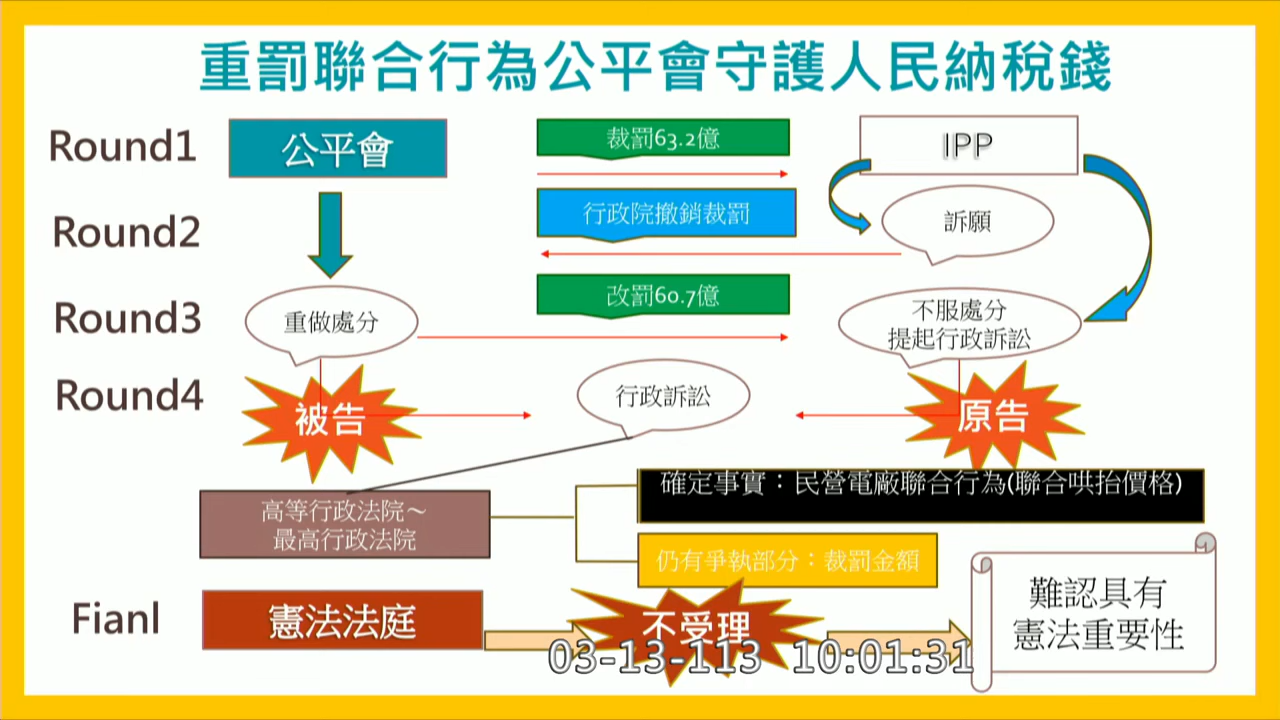 重罰聯合行為公平會守護人民納稅錢
Round1
公平會
裁罰63.2億
IPP
Round2
行政院撤銷裁罰
訴願
Round3
重做處分
改罰60.7億
不服處分
提起行政訴訟
Round4
被告
行政訴訟
原告
高等行政法院~
最高行政法院
確定事實：民營電廠聯合行為(聯合哄抬價格)
仍有爭執部分：裁罰金額
Fianl
憲法法庭
不受理
難認具有
憲法重要性
03-13-113 10:01:31